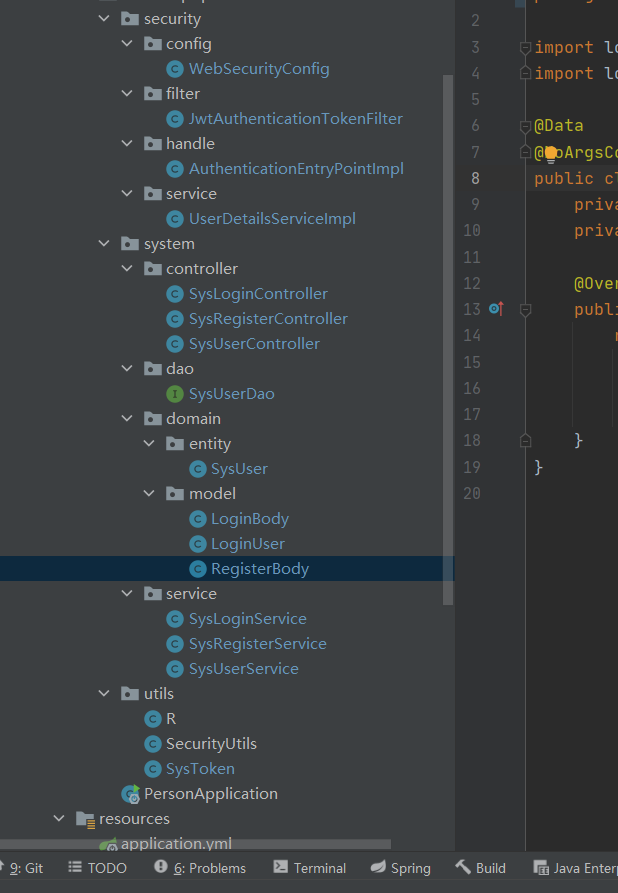 security
config
WebSecurityConfig
filter
JwtAuthenticationTokenFilter
handle
AuthenticationEntryPointImpl
service
UserDetailsServiceImpl
system
controller
SysLoginController
SysRegisterController
SysUserController
dao
SysUserDao
domain
entity
SysUser
model
LoginBody
LoginUser
RegisterBody
service
SysLoginService
SysRegisterService
SysUserService
utils
R
SecurityUtils
SysToken
PersonApplication
resources
application.yml
2
3 import lo
4 import lo
5
6 @Data
7 @NoArgsCo
8 public cl
9 priva
10 priva
11
12 @Over
13 publi
14
15
16
17
18 }
19 }
20
9: Git TODO 6: Problems Terminal Spring Build Java Enter